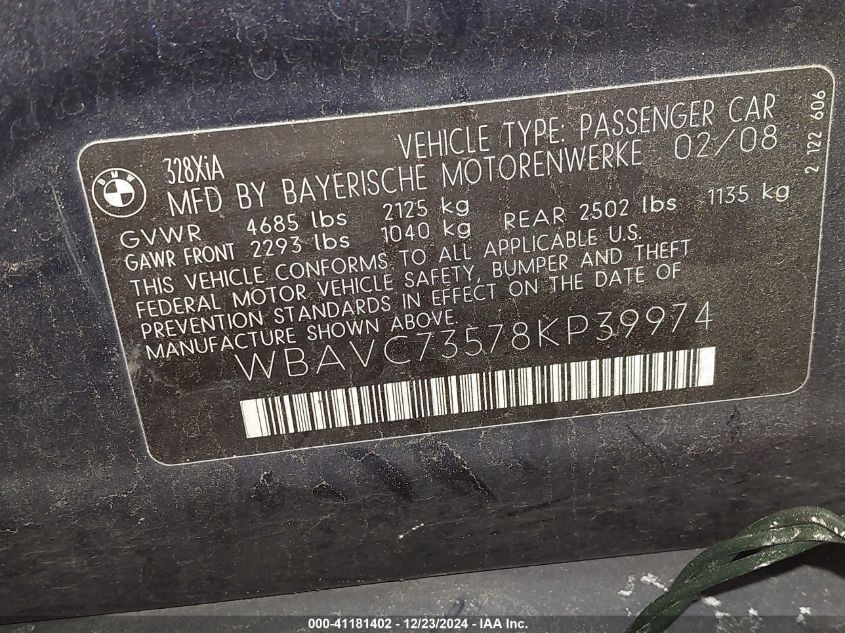 VEHICLE TYPE: PASSENGER CAR
328XiA
MFD BY BAYERISCHE MOTORENWERKE 02/08
GVWR 4685 lbs 2125 kg
GAWR FRONT 2293 lbs 1040 kg REAR 2502 lbs 1135 kg
THIS VEHICLE CONFORMS TO ALL APPLICABLE U.S.
FEDERAL MOTOR VEHICLE SAFETY, BUMPER AND THEFT
PREVENTION STANDARDS IN EFFECT ON THE DATE OF
MANUFACTURE SHOWN ABOVE
WBAVC73578KP39974
2 122 606
BMW
000-41181402 - 12/23/2024 - IAA Inc.